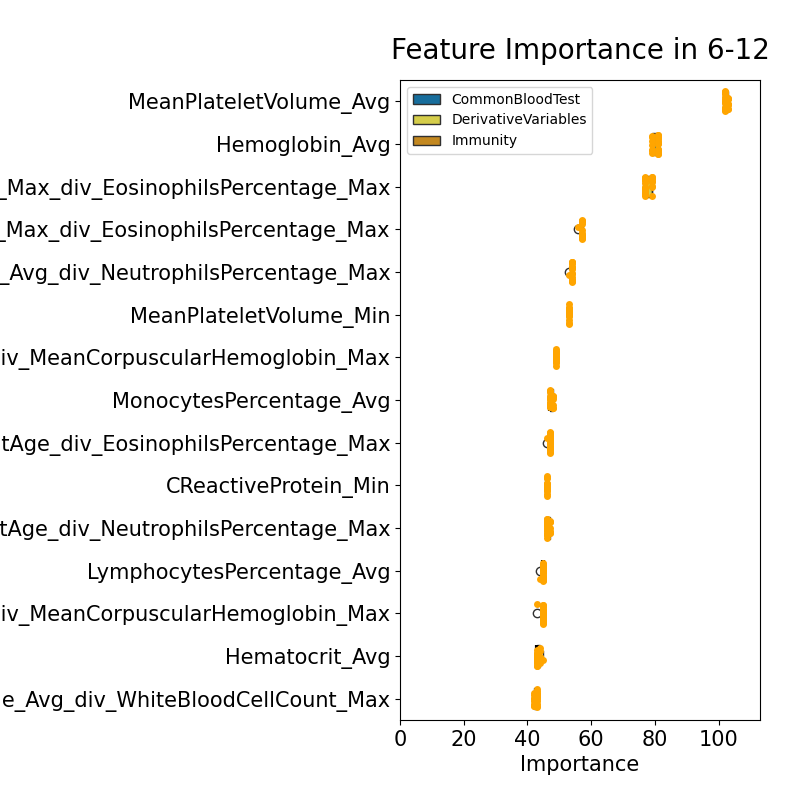 Feature Importance in 6-12
CommonBloodTest
DerivativeVariables
Immunity
MeanPlateletVolume_Avg
Hemoglobin_Avg
_Max_div_EosinophilsPercentage_Max
_Max_div_EosinophilsPercentage_Max
_Avg_div_NeutrophilsPercentage_Max
MeanPlateletVolume_Min
iv_MeanCorpuscularHemoglobin_Max
MonocytesPercentage_Avg
tAge_div_EosinophilsPercentage_Max
CReactiveProtein_Min
tAge_div_NeutrophilsPercentage_Max
LymphocytesPercentage_Avg
iv_MeanCorpuscularHemoglobin_Max
Hematocrit_Avg
e_Avg_div_WhiteBloodCellCount_Max
0 20 40 60 80 100
Importance